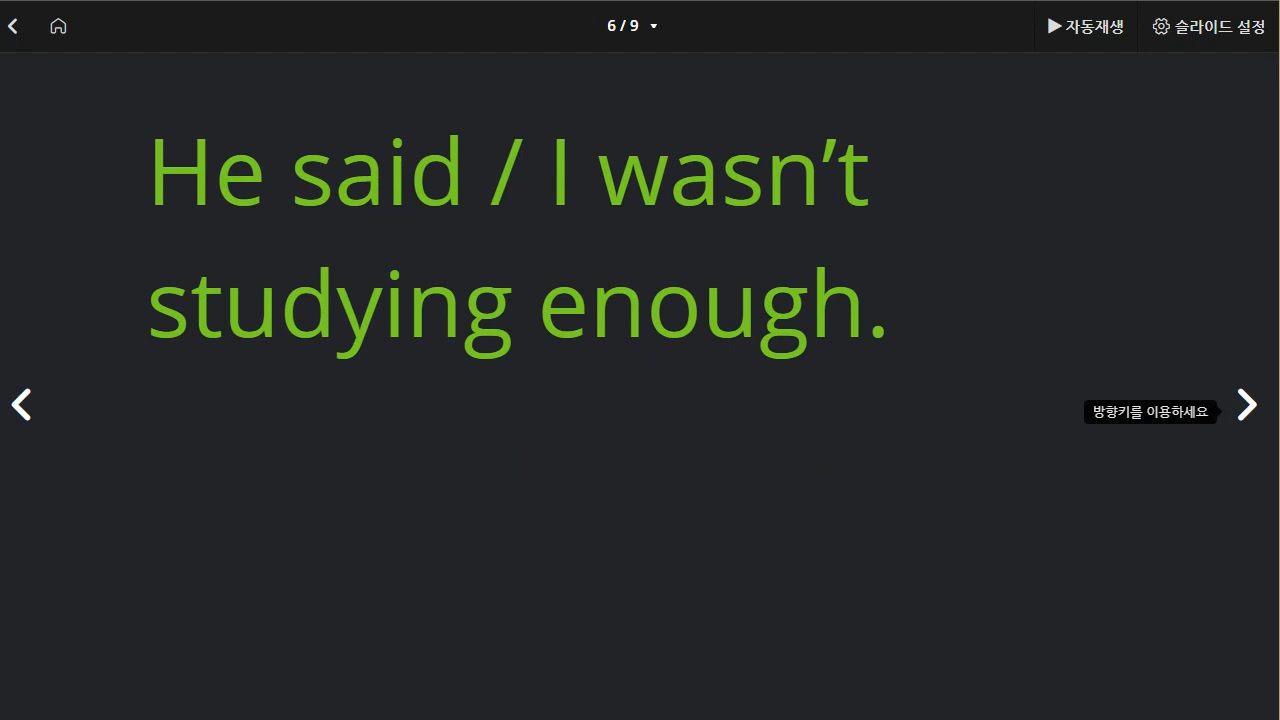 6 / 9
자동재생
슬라이드 설정
He said / I wasn’t
studying enough.
방향키를 이용하세요